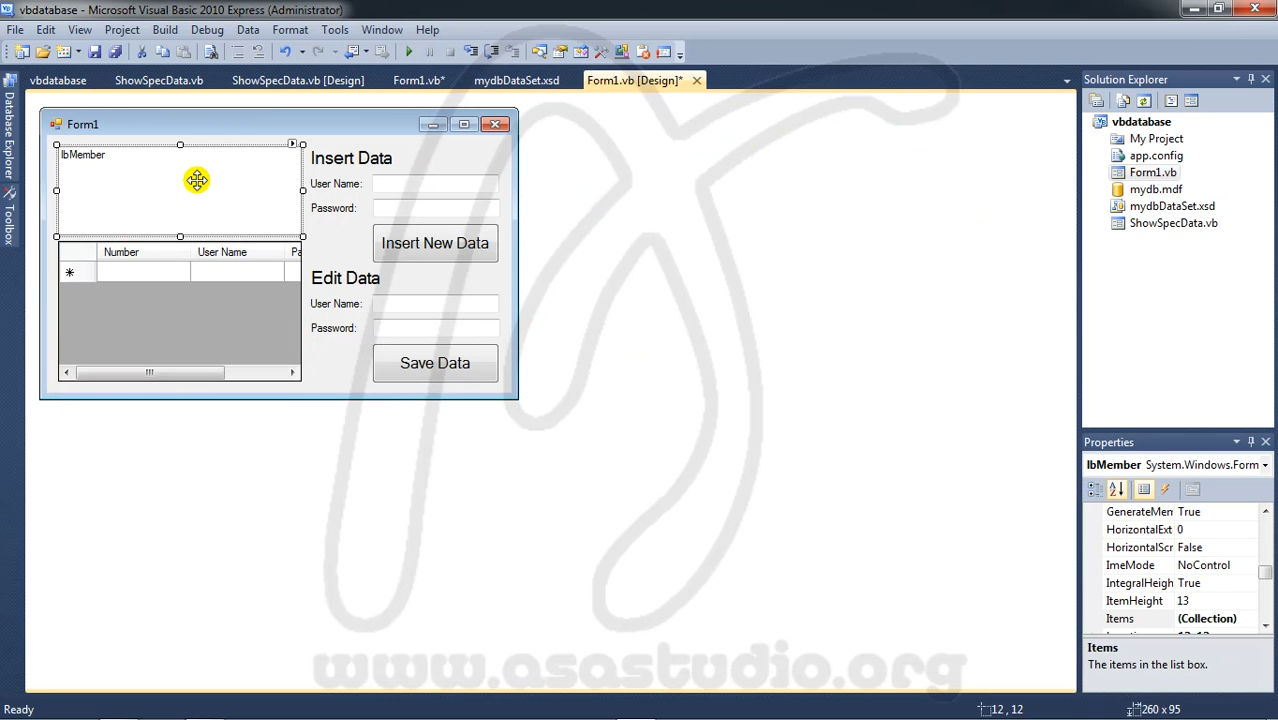 vbdatabase - Microsoft Visual Basic 2010 Express (Administrator)
File Edit View Project Build Debug Data Format Tools Window Help
vbdatabase ShowSpecData.vb ShowSpecData.vb [Design] Form1.vb* mydbDataSet.xsd Form1.vb [Design]*
Database Explorer
Toolbox
Form1
lbMember
Number User Name Pa
Insert Data
User Name:
Password:
Insert New Data
Edit Data
User Name:
Password:
Save Data
Solution Explorer
vbdatabase
My Project
app.config
Form1.vb
mydb.mdf
mydbDataSet.xsd
ShowSpecData.vb
Properties
lbMember System.Windows.Form
GenerateMen True
HorizontalExt 0
HorizontalScr False
ImeMode NoControl
IntegralHeigh True
ItemHeight 13
Items (Collection)
Items
The items in the list box.
www.asastudio.org
Ready 12 , 12 260 x 95